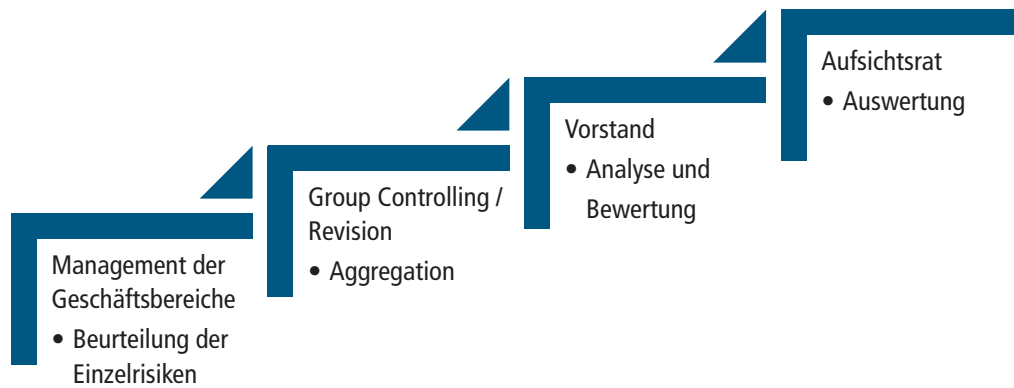 Management der
Geschäftsbereiche
• Beurteilung der
Einzelrisiken
Group Controlling /
Revision
• Aggregation
Vorstand
• Analyse und
Bewertung
Aufsichtsrat
• Auswertung